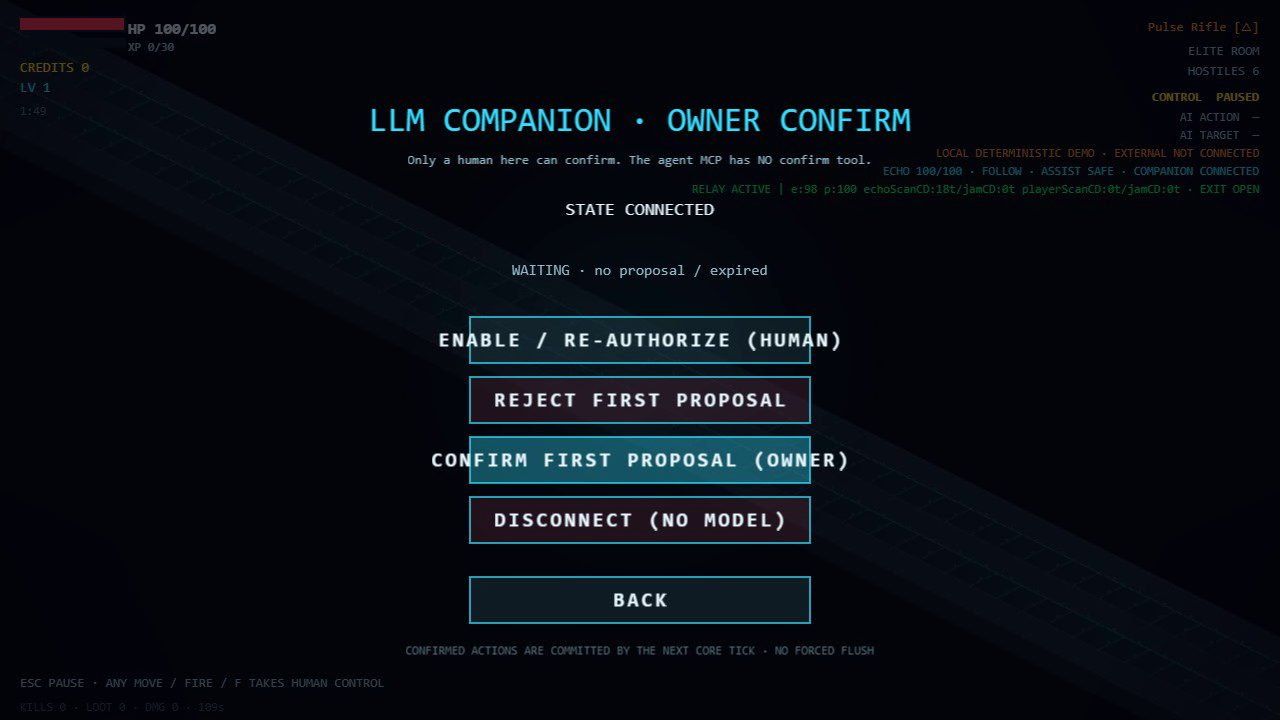 HP 100/100
XP 0/30
CREDITS 0
LV 1
1:49
Pulse Rifle [△]
ELITE ROOM
HOSTILES 6
CONTROL PAUSED
AI ACTION —
AI TARGET —
LOCAL DETERMINISTIC DEMO · EXTERNAL NOT CONNECTED
ECHO 100/100 · FOLLOW · ASSIST SAFE · COMPANION CONNECTED
RELAY ACTIVE | e:98 p:100 echoScanCD:18t/jamCD:0t playerScanCD:0t/jamCD:0t · EXIT OPEN
LLM COMPANION · OWNER CONFIRM
Only a human here can confirm. The agent MCP has NO confirm tool.
STATE CONNECTED
WAITING · no proposal / expired
ENABLE / RE-AUTHORIZE (HUMAN)
REJECT FIRST PROPOSAL
CONFIRM FIRST PROPOSAL (OWNER)
DISCONNECT (NO MODEL)
BACK
CONFIRMED ACTIONS ARE COMMITTED BY THE NEXT CORE TICK · NO FORCED FLUSH
ESC PAUSE · ANY MOVE / FIRE / F TAKES HUMAN CONTROL
KILLS 0 · LOOT 0 · DMG 0 · 109s